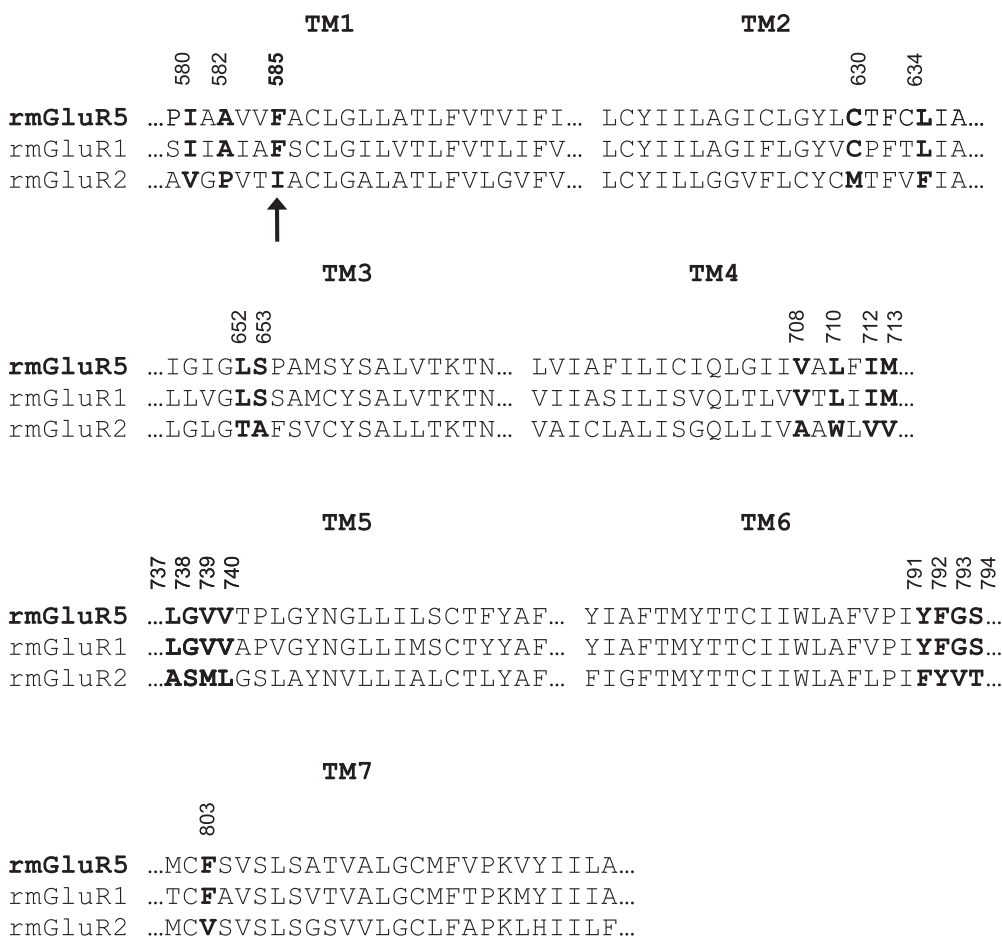 TM1 TM2
580 582 585 630 634
rmGluR5 ...PIAAVVFACLGLLATLFVTVIFI... LCYIILAGICLGYLCTFCLIA...
rmGluR1 ...SIIAIAFSCLGILVTLFVTLIFV... LCYIILAGIFLGYVCPFTLIA...
rmGluR2 ...AVGPVTIACLGALATLFVLGVFV... LCYILLGGVFLCYCMTFVFIA...
TM3 TM4
652 653 708 710 712 713
rmGluR5 ...IGIGLSPAMSYSALVTKTN... LVIAFILICIQLGIIVALFIM...
rmGluR1 ...LLVGLSSAMCYSALVTKTN... VIIASILISVQLTLVVTLIIM...
rmGluR2 ...LGLGTAFSVCYSALLTKTN... VAICLALISGQLLIVAAWLVV...
TM5 TM6
737 738 739 740 791 792 793 794
rmGluR5 ...LGVVTPLGYNGLLILSCTFYAF... YIAFTMYTTCIIWLAFVPIYFGS...
rmGluR1 ...LGVVAPVGYNGLLIMSCTYYAF... YIAFTMYTTCIIWLAFVPIYFGS...
rmGluR2 ...ASMLGSLAYNVLLIALCTLYAF... FIGFTMYTTCIIWLAFLPIFYVT...
TM7
803
rmGluR5 ...MCFSVSLSATVALGCMFVPKVYIILA...
rmGluR1 ...TCFAVSLSVTVALGCMFTPKMYIIIA...
rmGluR2 ...MCVSVSLSGSVVLGCLFAPKLHIILF...